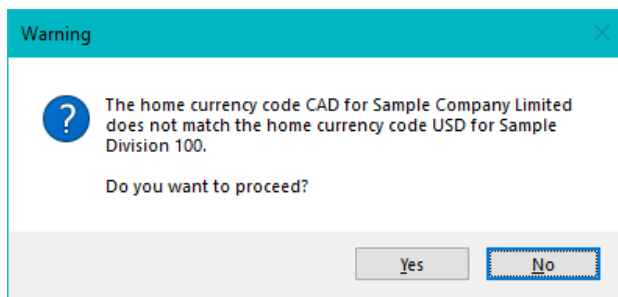 Warning
The home currency code CAD for Sample Company Limited
does not match the home currency code USD for Sample
Division 100.
Do you want to proceed?
Yes
No